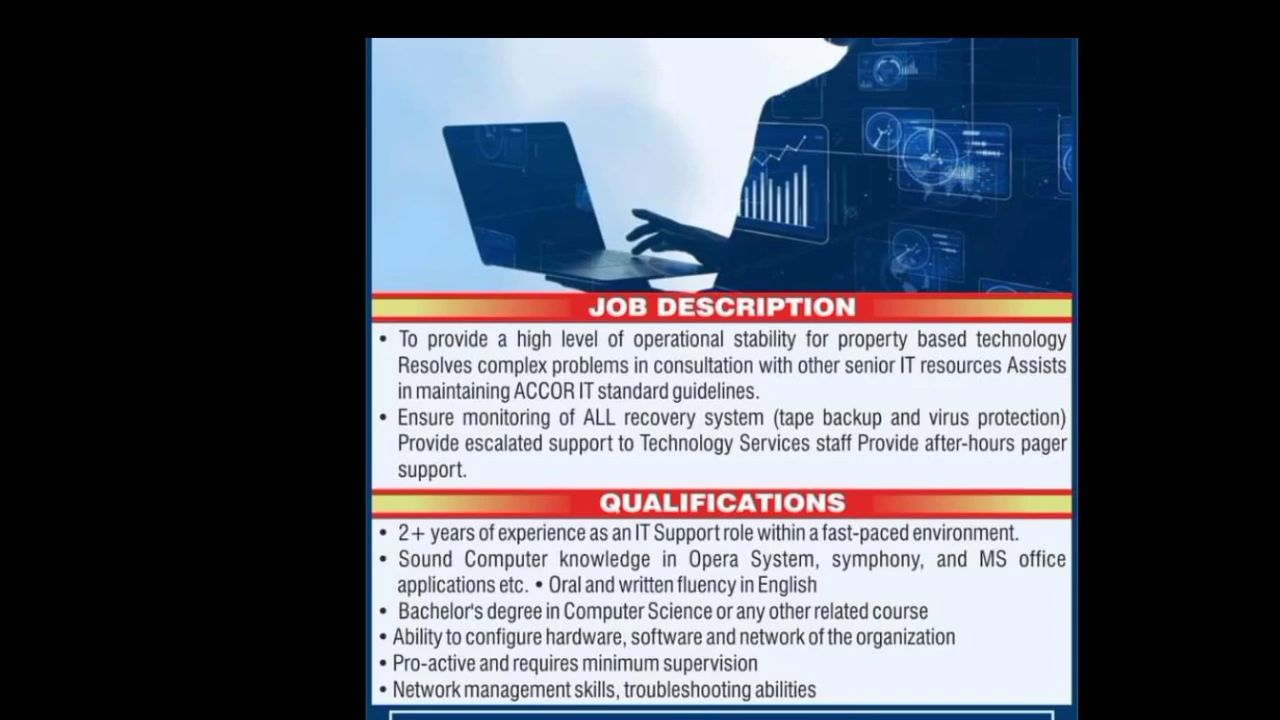 JOB DESCRIPTION
• To provide a high level of operational stability for property based technology
Resolves complex problems in consultation with other senior IT resources Assists
in maintaining ACCOR IT standard guidelines.
• Ensure monitoring of ALL recovery system (tape backup and virus protection)
Provide escalated support to Technology Services staff Provide after-hours pager
support.
QUALIFICATIONS
• 2+ years of experience as an IT Support role within a fast-paced environment.
• Sound Computer knowledge in Opera System, symphony, and MS office
applications etc. • Oral and written fluency in English
• Bachelor's degree in Computer Science or any other related course
• Ability to configure hardware, software and network of the organization
• Pro-active and requires minimum supervision
• Network management skills, troubleshooting abilities